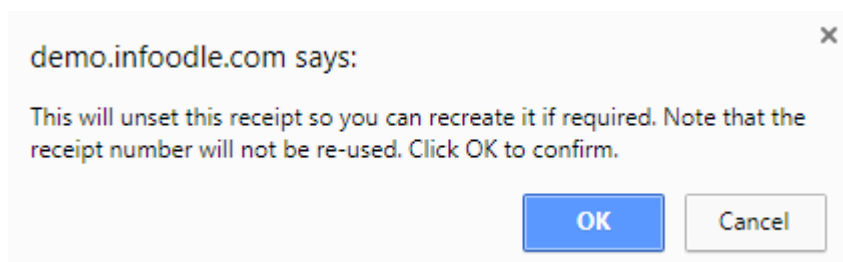 demo.infoodle.com says:
This will unset this receipt so you can recreate it if required. Note that the
receipt number will not be re-used. Click OK to confirm.
OK
Cancel